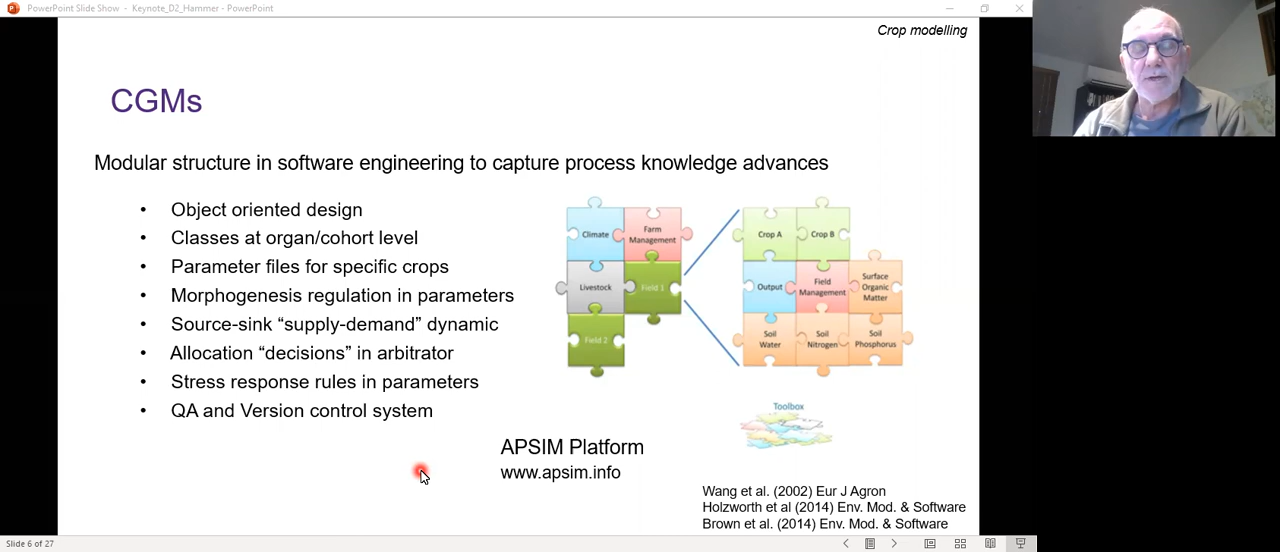 PowerPoint Slide Show - Keynote_D2_Hammer - PowerPoint
Crop modelling
CGMs
Modular structure in software engineering to capture process knowledge advances
• Object oriented design
• Classes at organ/cohort level
• Parameter files for specific crops
• Morphogenesis regulation in parameters
• Source-sink “supply-demand” dynamic
• Allocation “decisions” in arbitrator
• Stress response rules in parameters
• QA and Version control system
Climate
Farm
Management
Livestock
Field 1
Field 2
Crop A
Crop B
Output
Field
Management
Surface
Organic
Matter
Soil
Water
Soil
Nitrogen
Soil
Phosphorus
Toolbox
APSIM Platform
www.apsim.info
Wang et al. (2002) Eur J Agron
Holzworth et al (2014) Env. Mod. & Software
Brown et al. (2014) Env. Mod. & Software
Slide 6 of 27